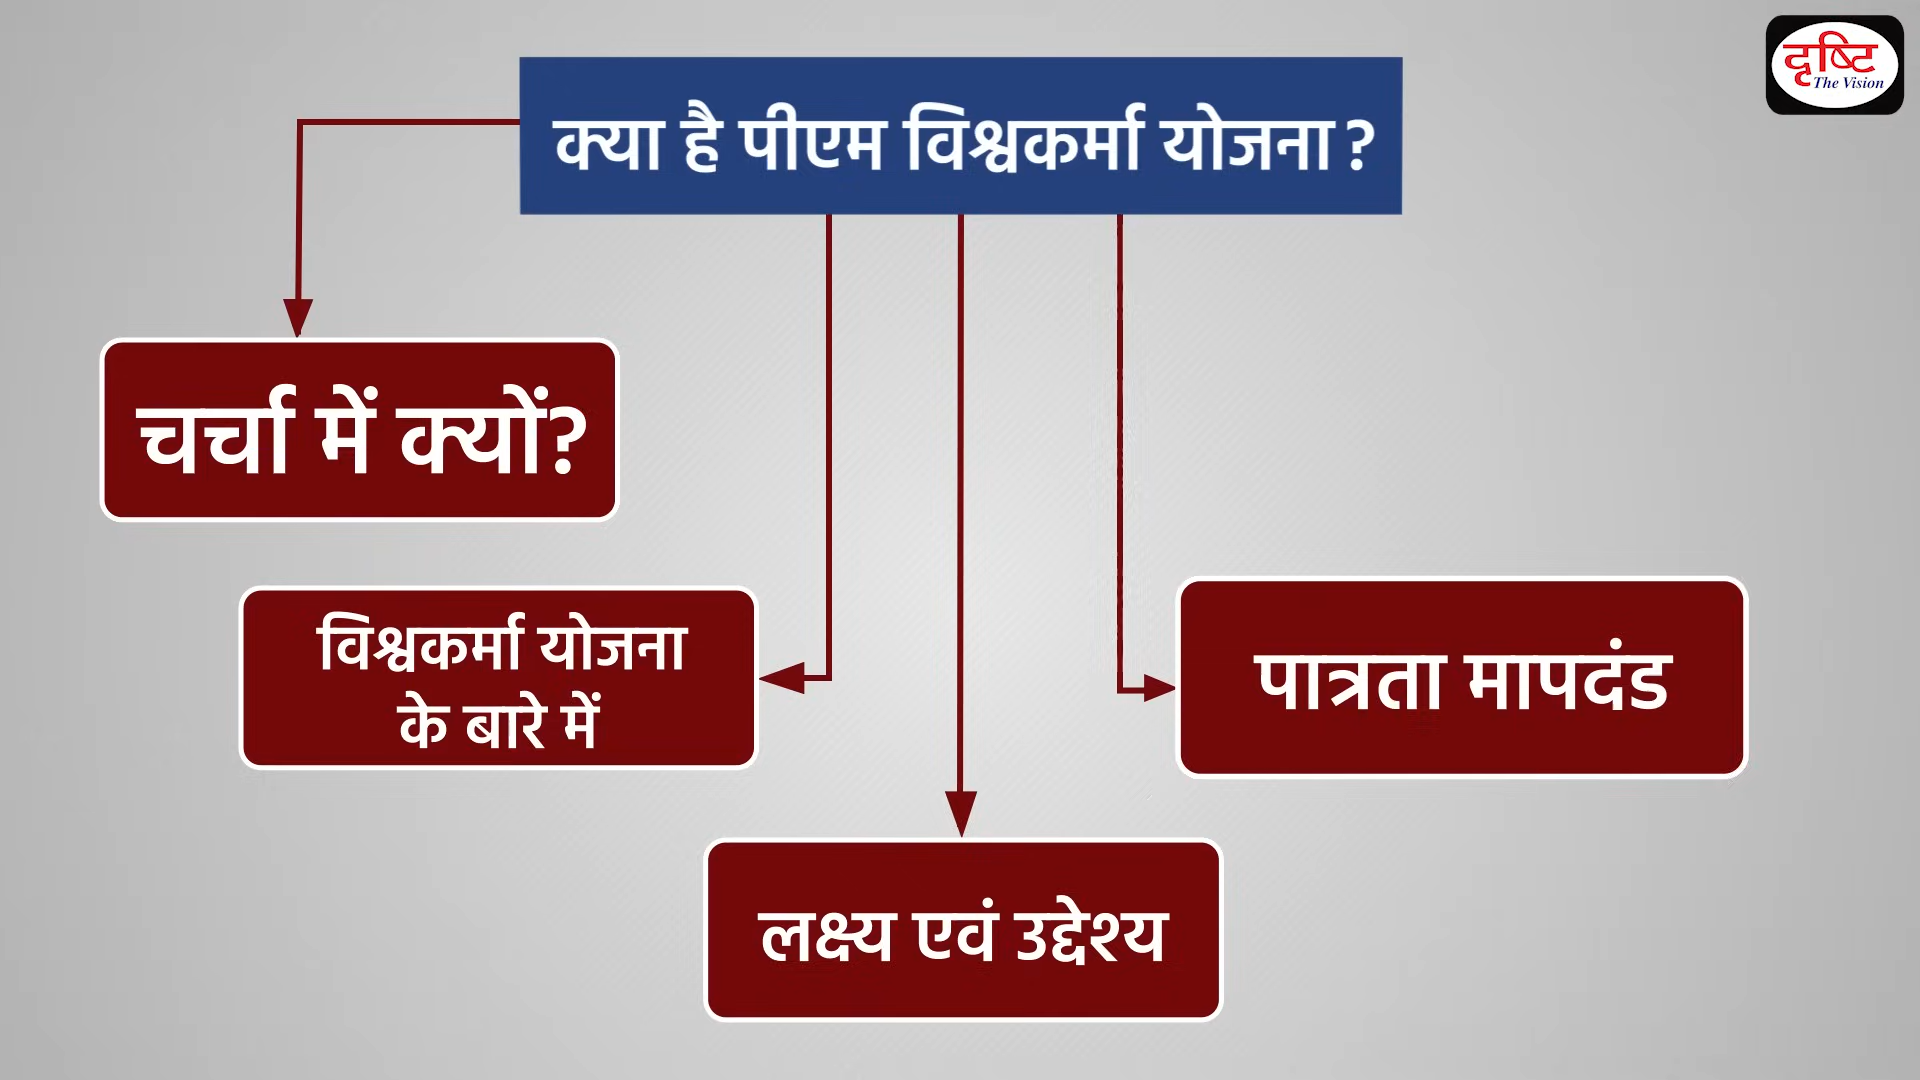 दृष्टि
The Vision
क्या है पीएम विश्वकर्मा योजना ?
चर्चा में क्यों?
विश्वकर्मा योजना
के बारे में
पात्रता मापदंड
लक्ष्य एवं उद्देश्य